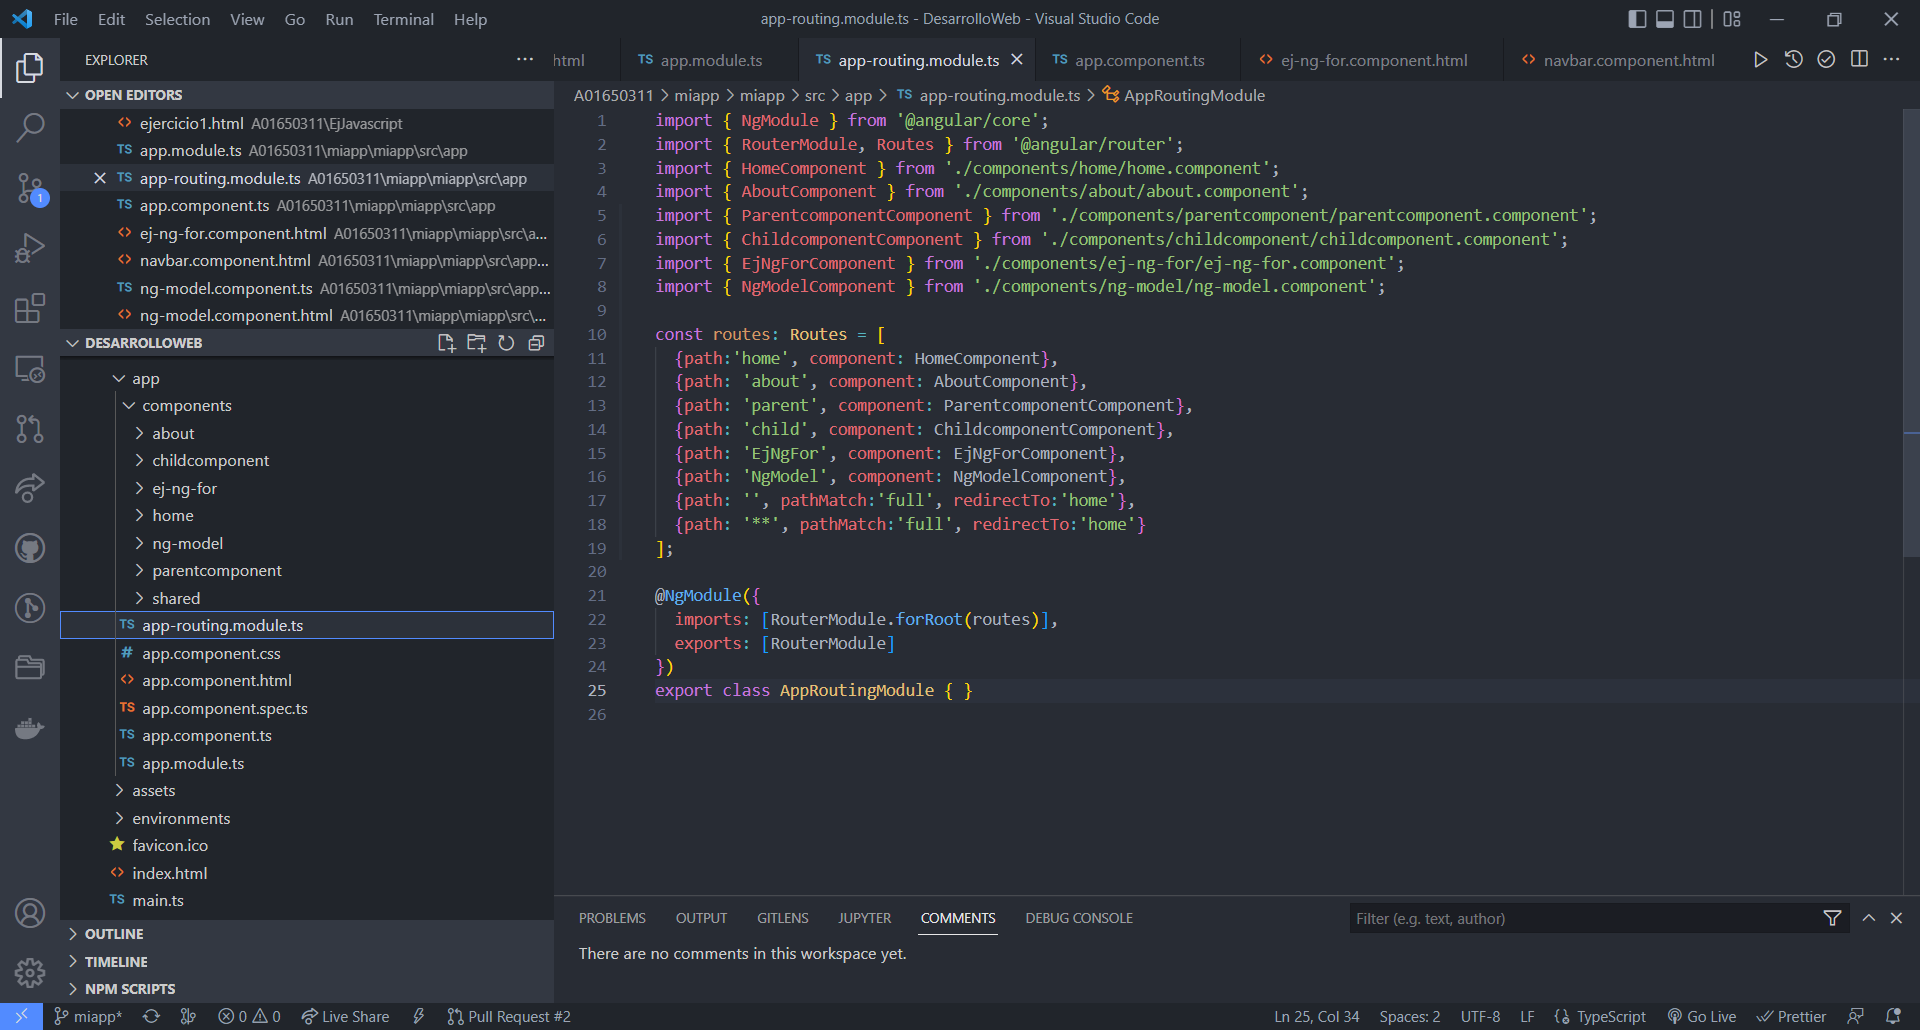 File Edit Selection View Go Run Terminal Help
app-routing.module.ts - DesarrolloWeb - Visual Studio Code
EXPLORER
html
TS app.module.ts
TS app-routing.module.ts
TS app.component.ts
<> ej-ng-for.component.html
<> navbar.component.html
OPEN EDITORS
<> ejercicio1.html A01650311\EjJavascript
TS app.module.ts A01650311\miapp\miapp\src\app
TS app-routing.module.ts A01650311\miapp\miapp\src\app
TS app.component.ts A01650311\miapp\miapp\src\app
<> ej-ng-for.component.html A01650311\miapp\miapp\src\a...
<> navbar.component.html A01650311\miapp\miapp\src\app...
TS ng-model.component.ts A01650311\miapp\miapp\src\app...
<> ng-model.component.html A01650311\miapp\miapp\src\...
1
DESARROLLOWEB
app
components
about
childcomponent
ej-ng-for
home
ng-model
parentcomponent
shared
TS app-routing.module.ts
# app.component.css
<> app.component.html
TS app.component.spec.ts
TS app.component.ts
TS app.module.ts
assets
environments
favicon.ico
<> index.html
TS main.ts
OUTLINE
TIMELINE
NPM SCRIPTS
A01650311 > miapp > miapp > src > app > TS app-routing.module.ts > AppRoutingModule
1 import { NgModule } from '@angular/core';
2 import { RouterModule, Routes } from '@angular/router';
3 import { HomeComponent } from './components/home/home.component';
4 import { AboutComponent } from './components/about/about.component';
5 import { ParentcomponentComponent } from './components/parentcomponent/parentcomponent.component';
6 import { ChildcomponentComponent } from './components/childcomponent/childcomponent.component';
7 import { EjNgForComponent } from './components/ej-ng-for/ej-ng-for.component';
8 import { NgModelComponent } from './components/ng-model/ng-model.component';
9
10 const routes: Routes = [
11 {path:'home', component: HomeComponent},
12 {path: 'about', component: AboutComponent},
13 {path: 'parent', component: ParentcomponentComponent},
14 {path: 'child', component: ChildcomponentComponent},
15 {path: 'EjNgFor', component: EjNgForComponent},
16 {path: 'NgModel', component: NgModelComponent},
17 {path: '', pathMatch:'full', redirectTo:'home'},
18 {path: '**', pathMatch:'full', redirectTo:'home'}
19 ];
20
21 @NgModule({
22 imports: [RouterModule.forRoot(routes)],
23 exports: [RouterModule]
24 })
25 export class AppRoutingModule { }
26
PROBLEMS OUTPUT GITLENS JUPYTER COMMENTS DEBUG CONSOLE
Filter (e.g. text, author)
There are no comments in this workspace yet.
miapp* 0 0 Live Share Pull Request #2
Ln 25, Col 34 Spaces: 2 UTF-8 LF {} TypeScript Go Live Prettier